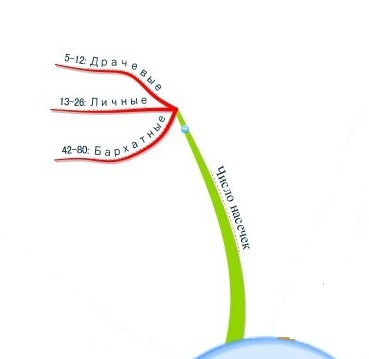 5-12: Драчевые
13-26: Личные
42-80: Бархатные
Число насечек